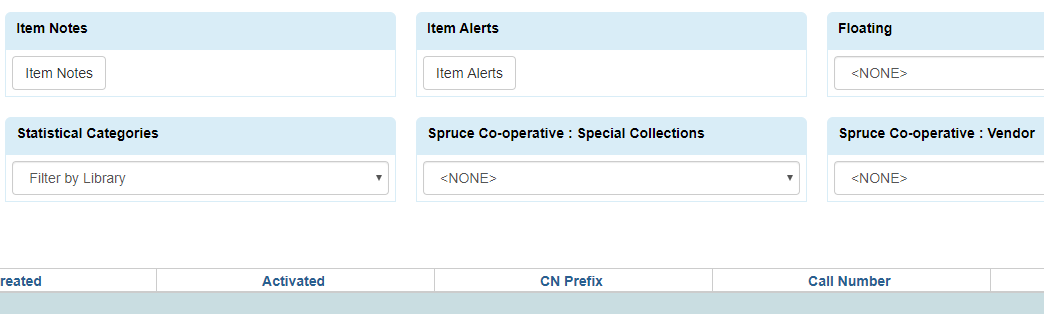 Item Notes
Item Alerts
Floating
Item Notes
Item Alerts
<NONE>
Statistical Categories
Spruce Co-operative : Special Collections
Spruce Co-operative : Vendor
Filter by Library
<NONE>
<NONE>
reated
Activated
CN Prefix
Call Number